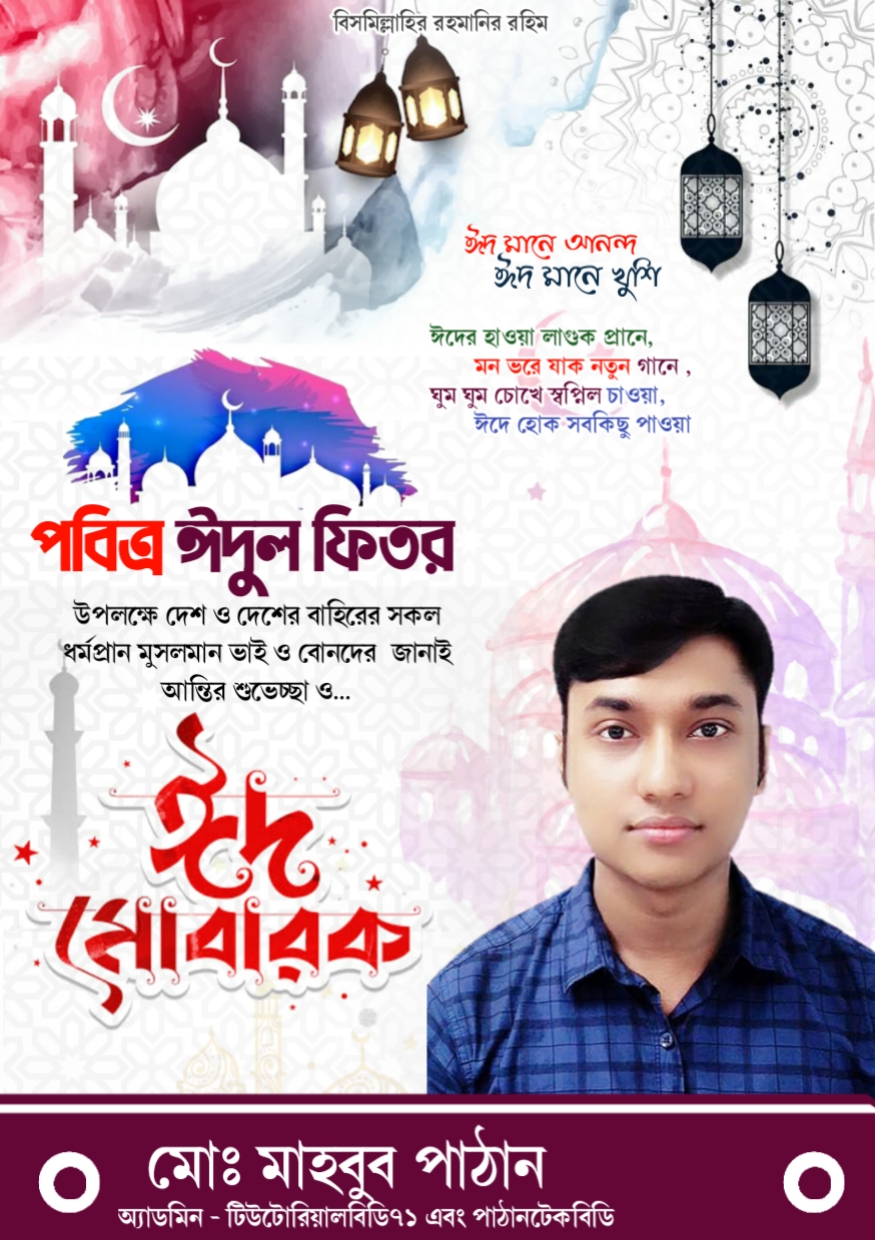 বিসমিল্লাহির রহমানির রহিম
ঈদ মানে আনন্দ
ঈদ মানে খুশি
ঈদের হাওয়া লাগুক প্রানে,
মন ভরে যাক নতুন গানে ,
ঘুম ঘুম চোখে স্বপ্নিল চাওয়া,
ঈদে হোক সবকিছু পাওয়া
পবিত্র ঈদুল ফিতর
উপলক্ষে দেশ ও দেশের বাহিরের সকল
ধর্মপ্রান মুসলমান ভাই ও বোনদের জানাই
আন্তির শুভেচ্ছা ও...
ঈদ
মোবারক
মোঃ মাহবুব পাঠান
অ্যাডমিন - টিউটোরিয়ালবিডি৭১ এবং পাঠানটেকবিডি